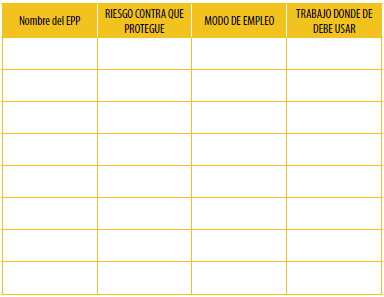 Nombre del EPP
RIESGO CONTRA QUE
PROTEGUE
MODO DE EMPLEO
TRABAJO DONDE DE
DEBE USAR